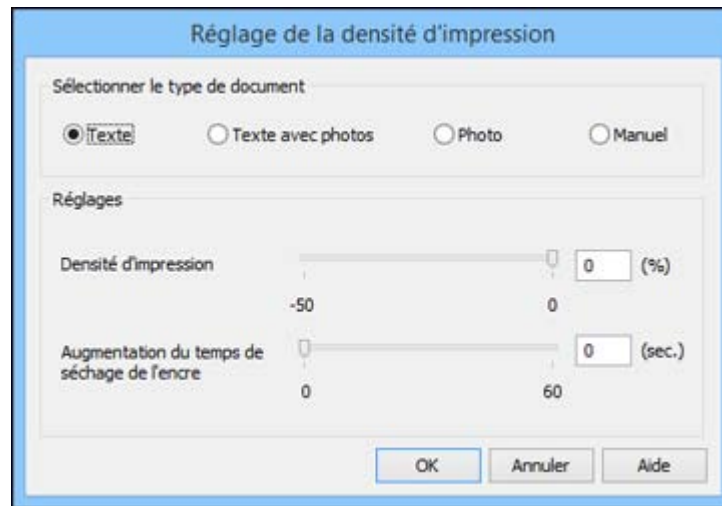 Réglage de la densité d'impression
Sélectionner le type de document
Texte Texte avec photos Photo Manuel
Réglages
Densité d'impression 0 (%)
-50 0
Augmentation du temps de
séchage de l'encre
0 (sec.)
0 60
OK Annuler Aide